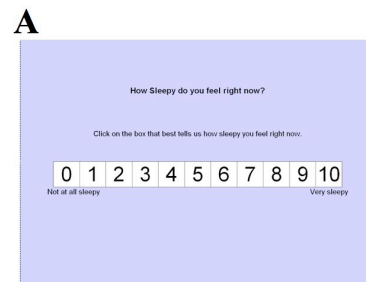 A
How Sleepy do you feel right now?
Click on the box that best tells us how sleepy you feel right now.
0 1 2 3 4 5 6 7 8 9 10
Not at all sleepy Very sleepy